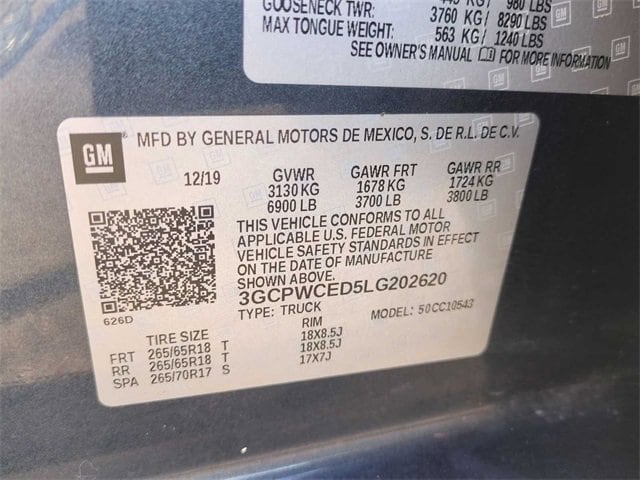 980 LBS
GOOSENECK TWR: 3760 KG/ 8290 LBS
MAX TONGUE WEIGHT: 563 KG/ 1240 LBS
SEE OWNER'S MANUAL FOR MORE INFORMATION
GM MFD BY GENERAL MOTORS DE MEXICO, S. DE R.L. DE C.V.
12/19 GVWR GAWR FRT GAWR RR
3130 KG 1678 KG 1724 KG
6900 LB 3700 LB 3800 LB
THIS VEHICLE CONFORMS TO ALL
APPLICABLE U.S. FEDERAL MOTOR
VEHICLE SAFETY STANDARDS IN EFFECT
ON THE DATE OF MANUFACTURE
SHOWN ABOVE.
3GCPWCED5LG202620
626D TYPE: TRUCK MODEL: 50CC10543
TIRE SIZE RIM
FRT 265/65R18 T 18X8.5J
RR 265/65R18 T 18X8.5J
SPA 265/70R17 S 17X7J